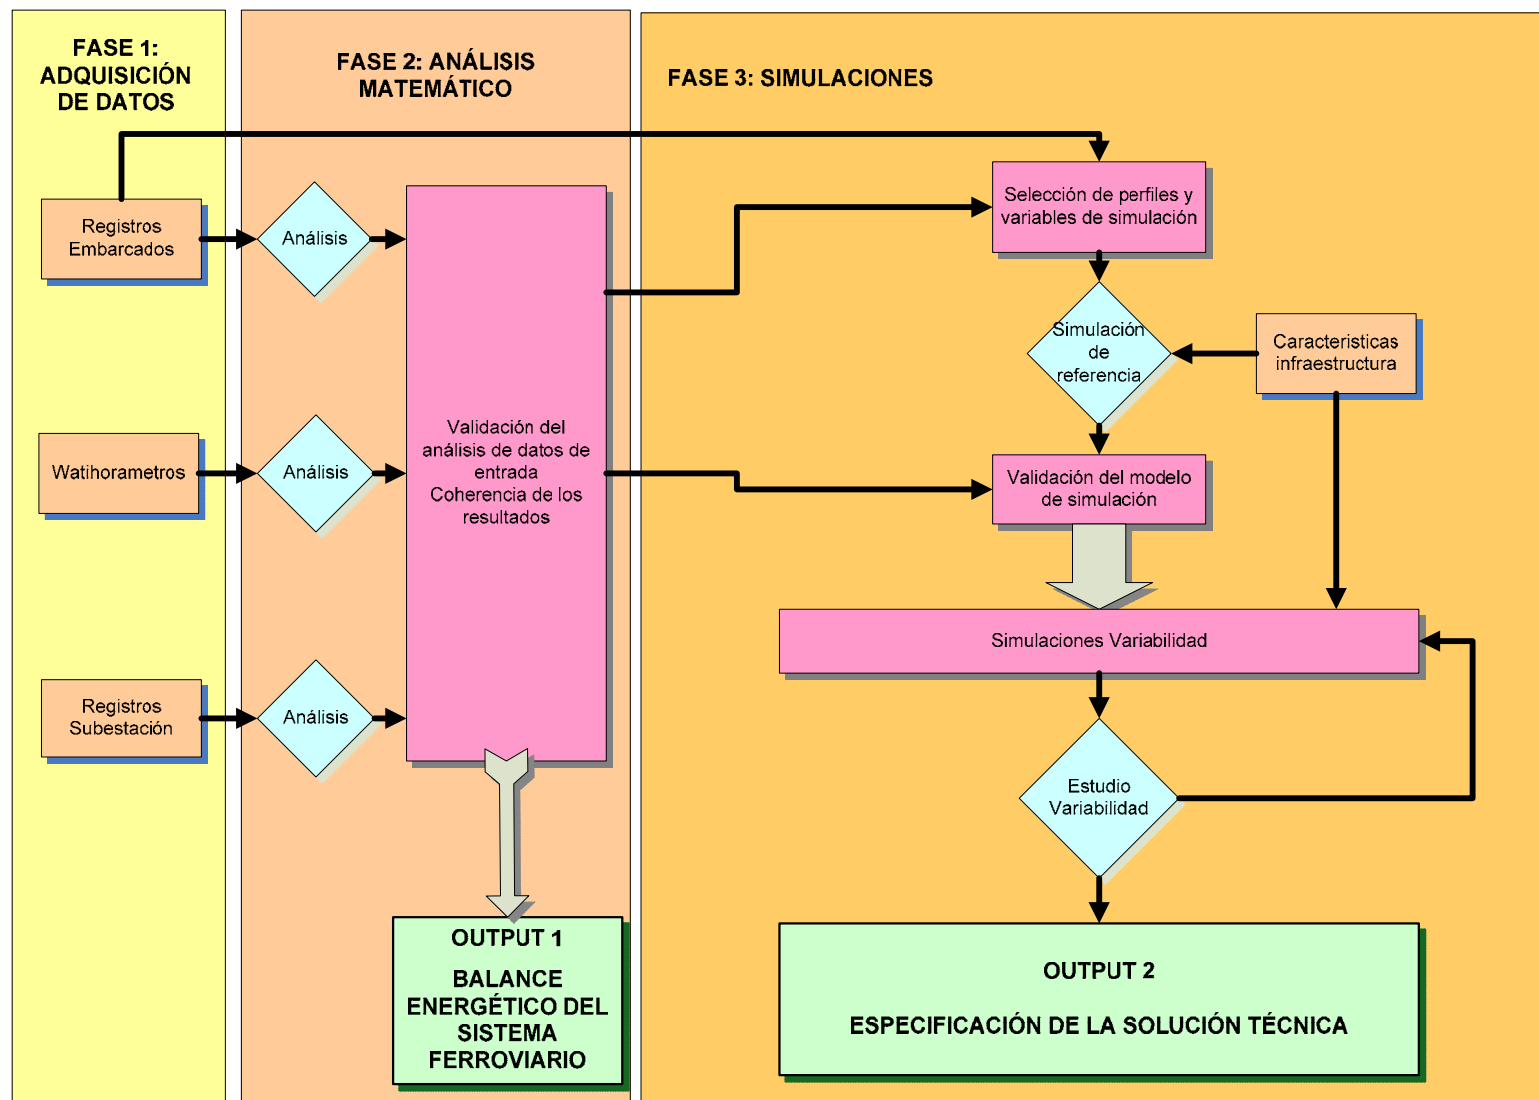 FASE 1:
ADQUISICIÓN
DE DATOS
FASE 2: ANÁLISIS
MATEMÁTICO
FASE 3: SIMULACIONES
Registros
Embarcados
Análisis
Selección de perfiles y
variables de simulación
Simulación
de
referencia
Caracteristicas
infraestructura
Watihorametros
Análisis
Validación del
análisis de datos de
entrada
Coherencia de los
resultados
Validación del modelo
de simulación
Simulaciones Variabilidad
Registros
Subestación
Análisis
Estudio
Variabilidad
OUTPUT 1
BALANCE
ENERGÉTICO DEL
SISTEMA
FERROVIARIO
OUTPUT 2
ESPECIFICACIÓN DE LA SOLUCIÓN TÉCNICA